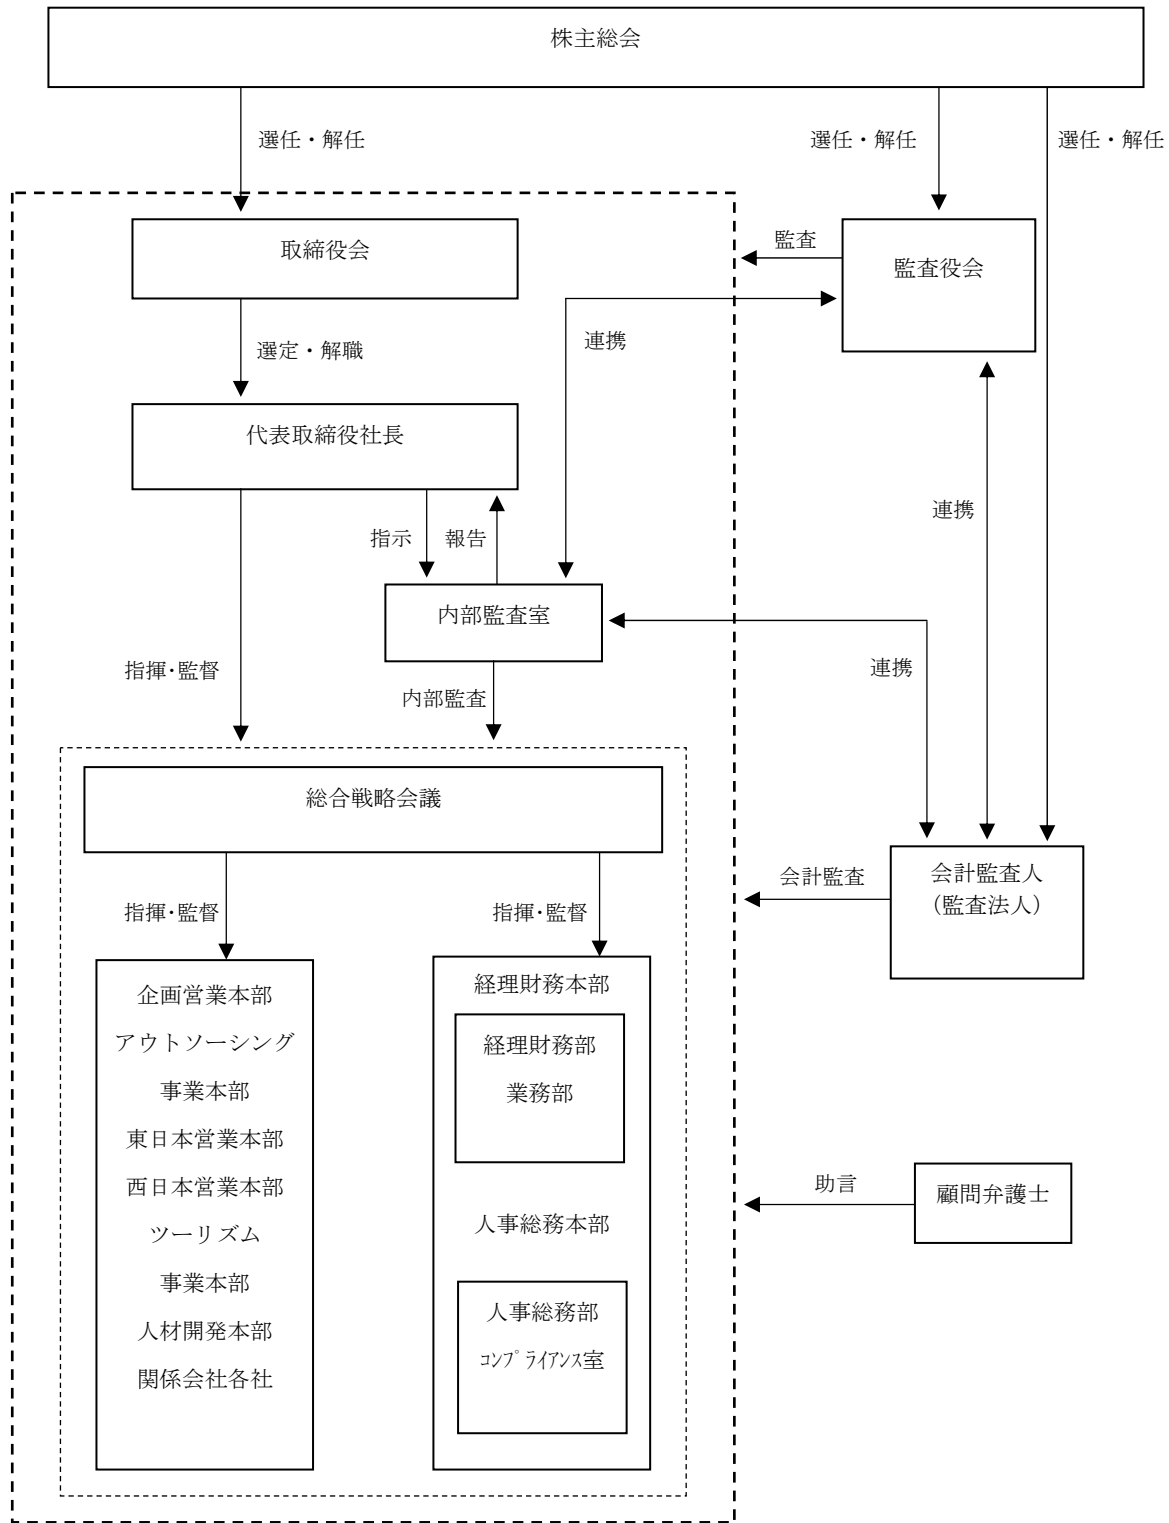 株主総会
選任・解任
選任・解任
選任・解任
取締役会
監査
監査役会
連携
選定・解職
代表取締役社長
連携
指示
報告
内部監査室
指揮・監督
連携
内部監査
総合戦略会議
会計監査人
（監査法人）
会計監査
指揮・監督
指揮・監督
企画営業本部
アウトソーシング
事業本部
東日本営業本部
西日本営業本部
ツーリズム
事業本部
人材開発本部
関係会社各社
経理財務本部
経理財務部
業務部
人事総務本部
人事総務部
ｺﾝﾌﾟﾗｲｱﾝｽ室
助言
顧問弁護士